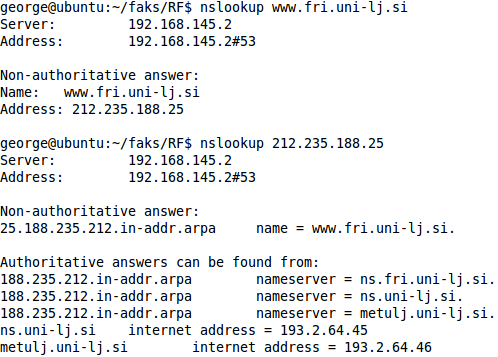 george@ubuntu:~/faks/RF$ nslookup www.fri.uni-lj.si
Server:         192.168.145.2
Address:        192.168.145.2#53

Non-authoritative answer:
Name:   www.fri.uni-lj.si
Address: 212.235.188.25

george@ubuntu:~/faks/RF$ nslookup 212.235.188.25
Server:         192.168.145.2
Address:        192.168.145.2#53

Non-authoritative answer:
25.188.235.212.in-addr.arpa     name = www.fri.uni-lj.si.

Authoritative answers can be found from:
188.235.212.in-addr.arpa        nameserver = ns.fri.uni-lj.si.
188.235.212.in-addr.arpa        nameserver = ns.uni-lj.si.
188.235.212.in-addr.arpa        nameserver = metulj.uni-lj.si.
ns.uni-lj.si    internet address = 193.2.64.45
metulj.uni-lj.si        internet address = 193.2.64.46